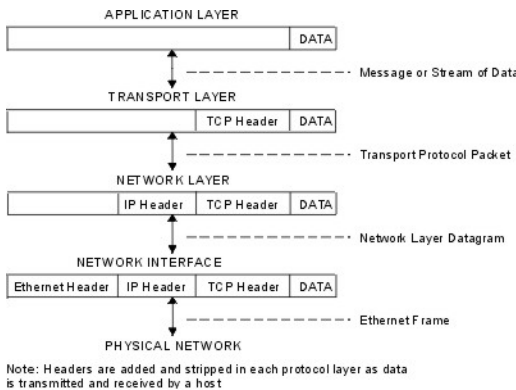 APPLICATION LAYER
DATA
Message or Stream of Data
TRANSPORT LAYER
TCP Header DATA
Transport Protocol Packet
NETWORK LAYER
IP Header TCP Header DATA
Network Layer Datagram
NETWORK INTERFACE
Ethernet Header IP Header TCP Header DATA
Ethernet Frame
PHYSICAL NETWORK
Note: Headers are added and stripped in each protocol layer as data
is transmitted and received by a host